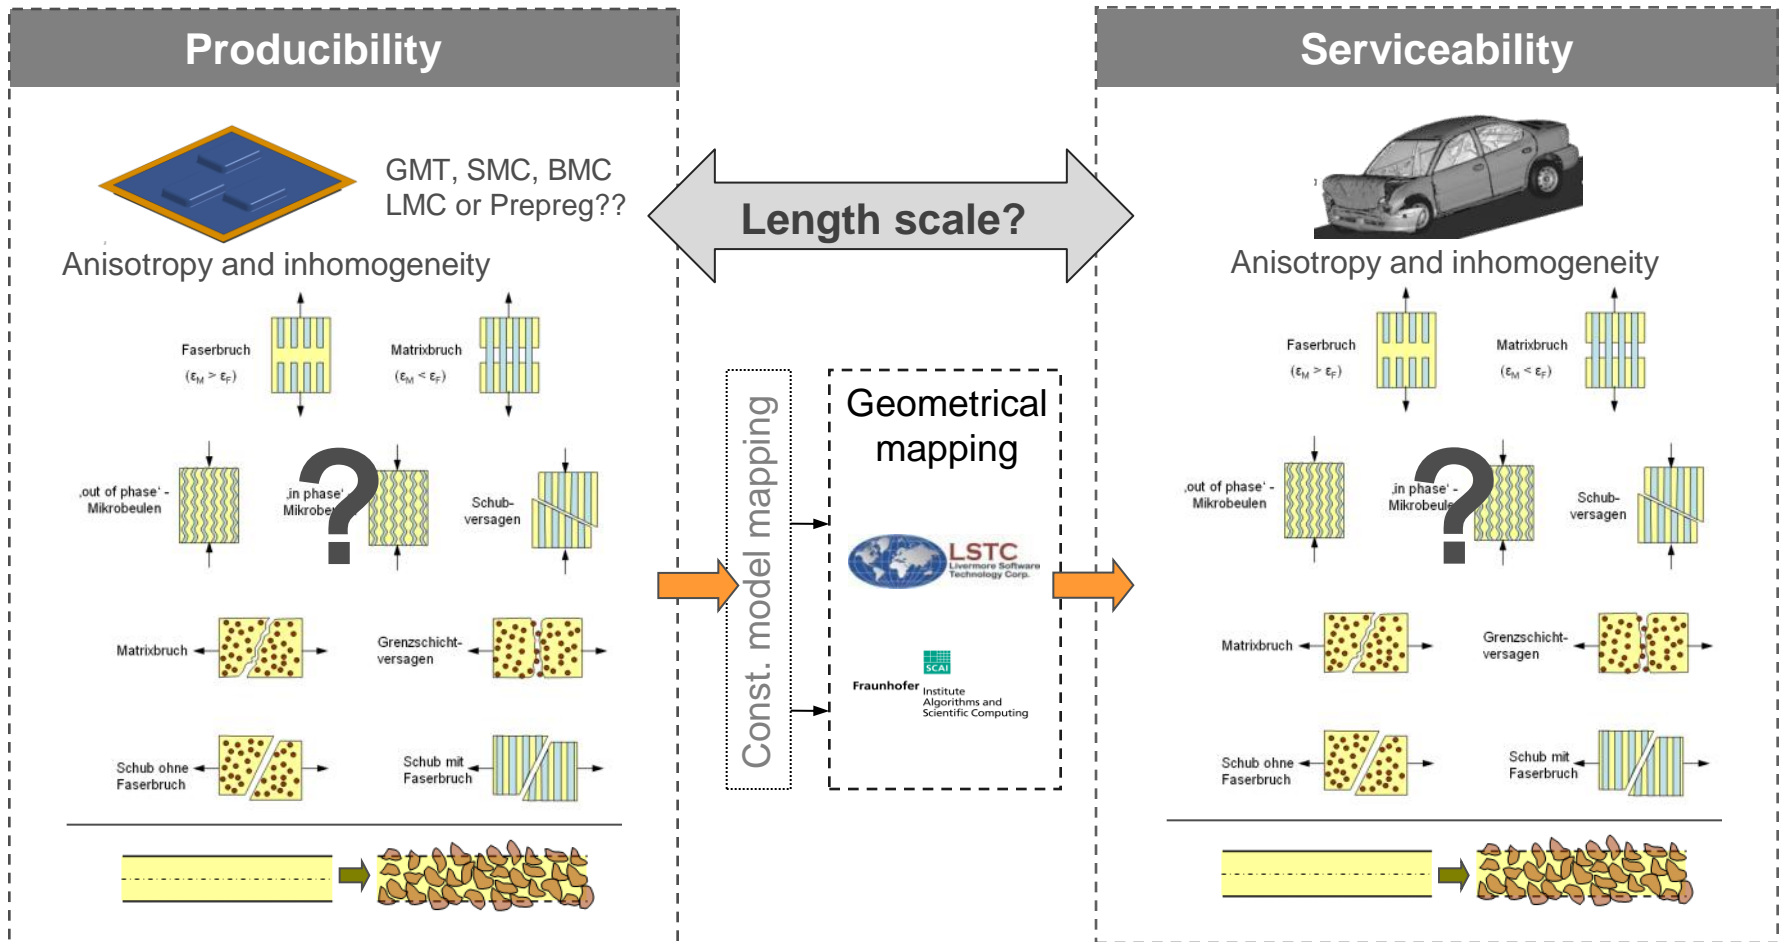 Producibility
GMT, SMC, BMC
LMC or Prepreg??
Anisotropy and inhomogeneity
Faserbruch
(εM > εF)
Matrixbruch
(εM < εF)
‚out of phase‘ -
Mikrobeulen
‚in phase‘ -
?
Schub-
versagen
Matrixbruch
Grenzschicht-
versagen
Schub ohne
Faserbruch
Schub mit
Faserbruch
Length scale?
Const. model mapping
Geometrical
mapping
LSTC
Livermore Software
Technology Corp.
SCAI
Fraunhofer
Institute
Algorithms and
Scientific Computing
Serviceability
Anisotropy and inhomogeneity
Faserbruch
(εM > εF)
Matrixbruch
(εM < εF)
‚out of phase‘ -
Mikrobeulen
‚in phase‘ -
?
Schub-
versagen
Matrixbruch
Grenzschicht-
versagen
Schub ohne
Faserbruch
Schub mit
Faserbruch